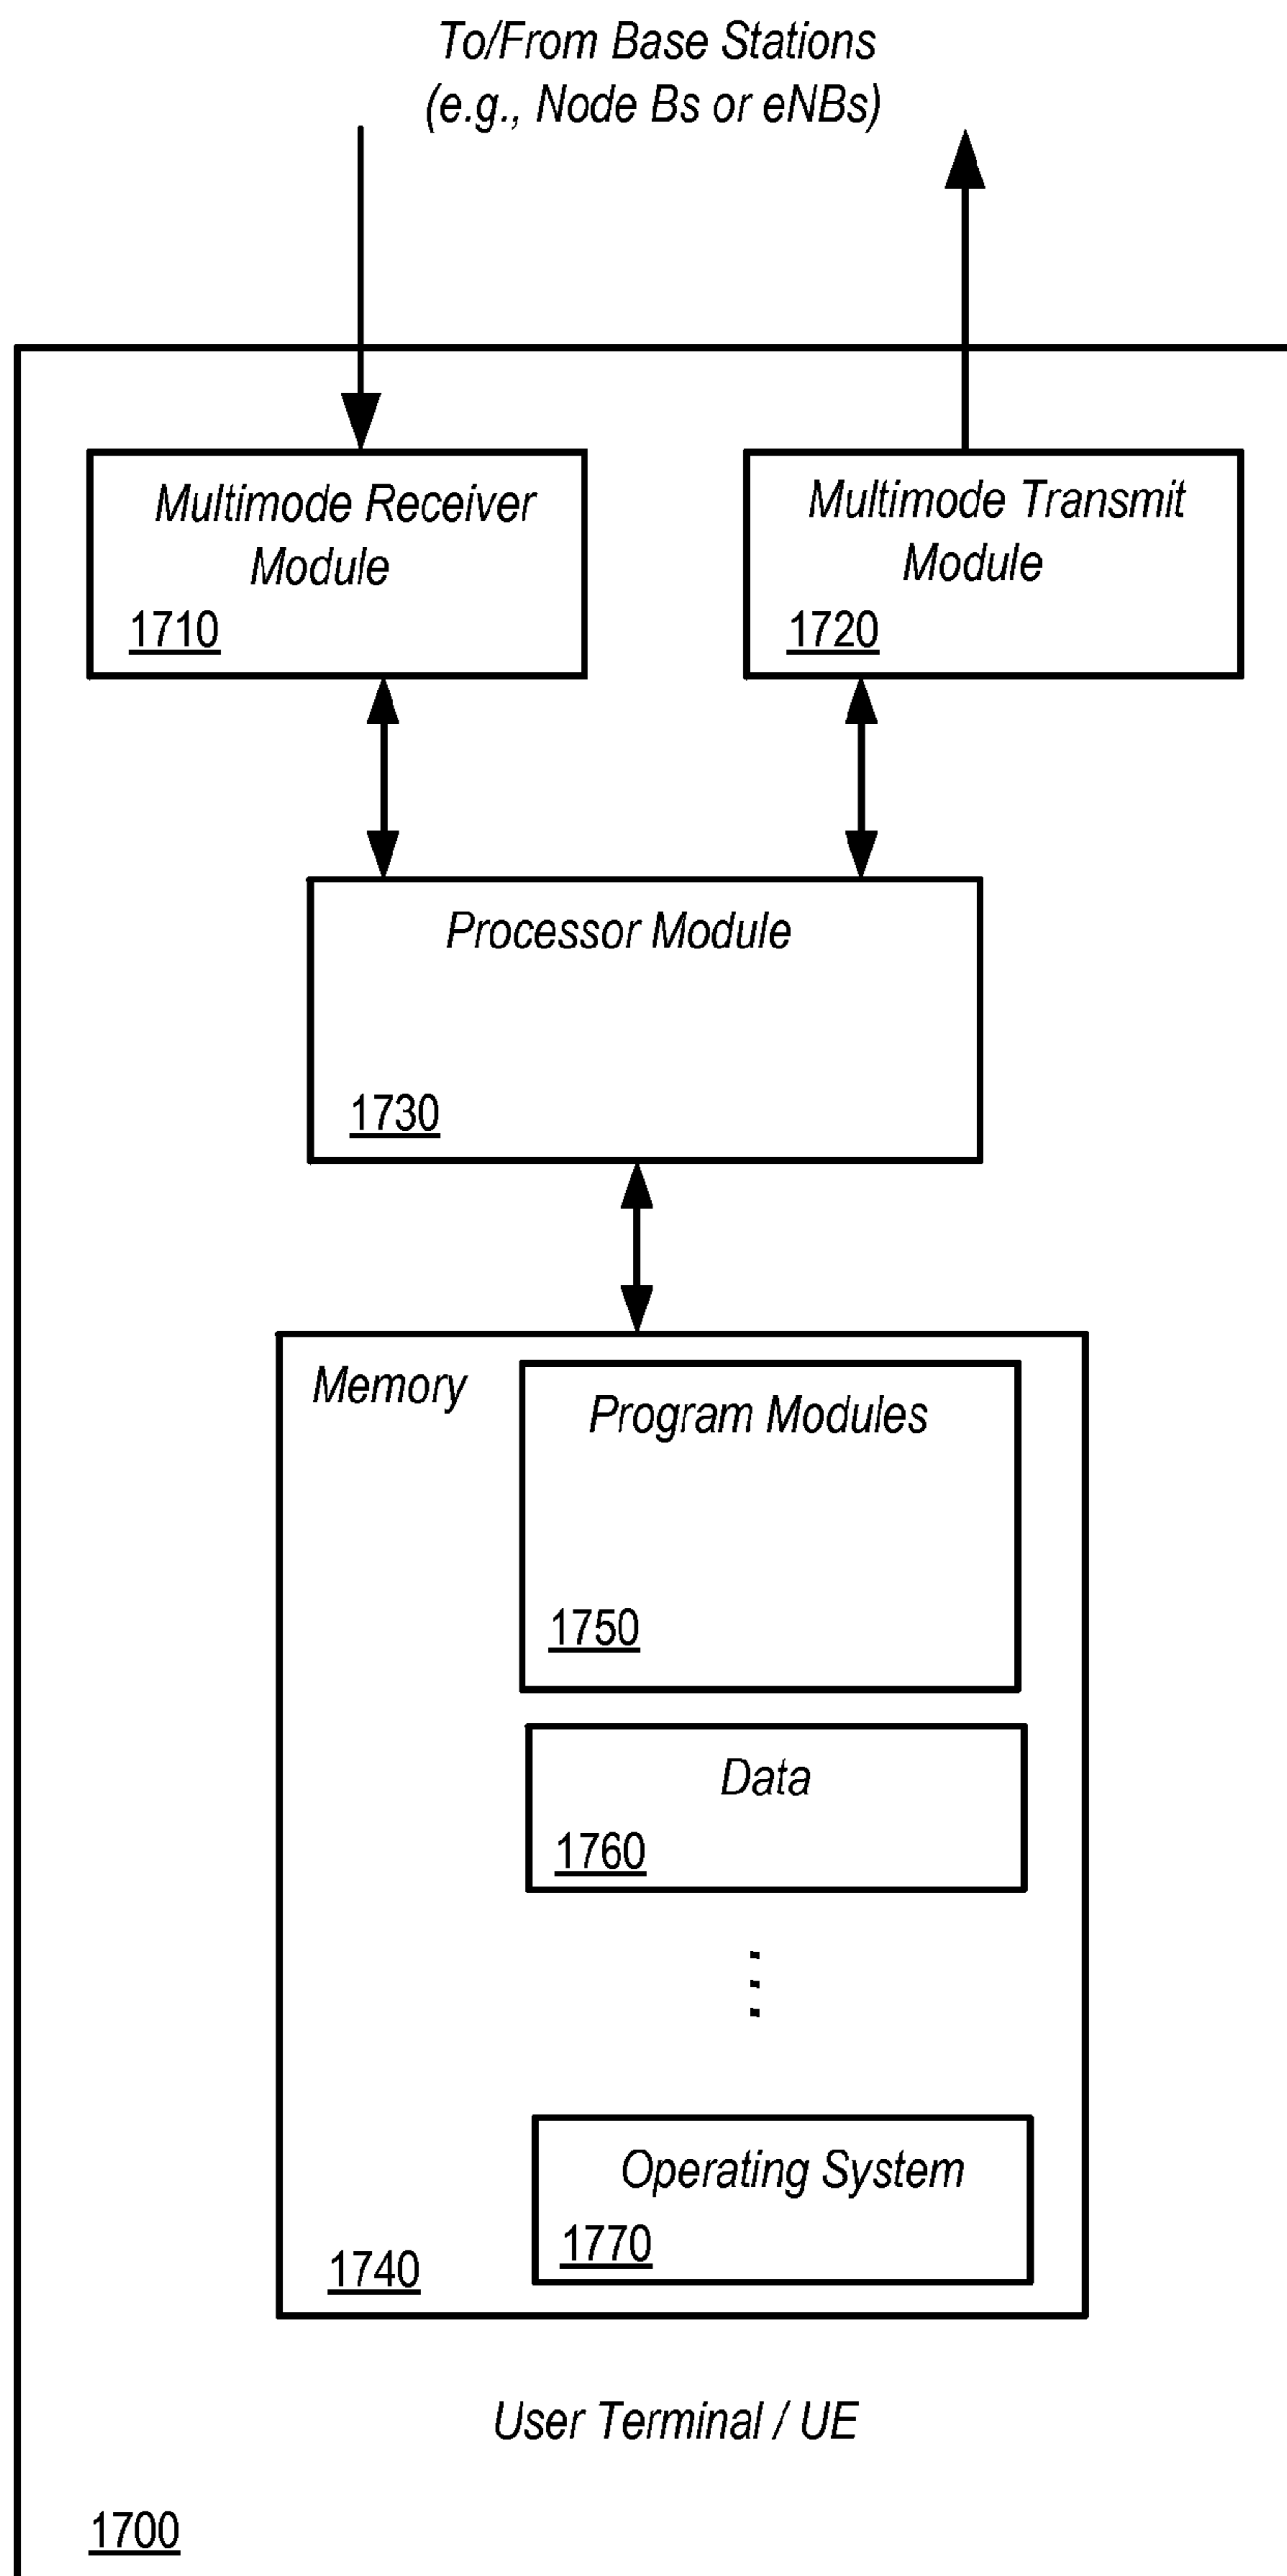 To/From Base Stations
(e.g., Node Bs or eNBs)
Multimode Receiver
Module
1710
Multimode Transmit
Module
1720
Processor Module
1730
Memory
Program Modules
1750
Data
1760
Operating System
1770
1740
User Terminal / UE
1700